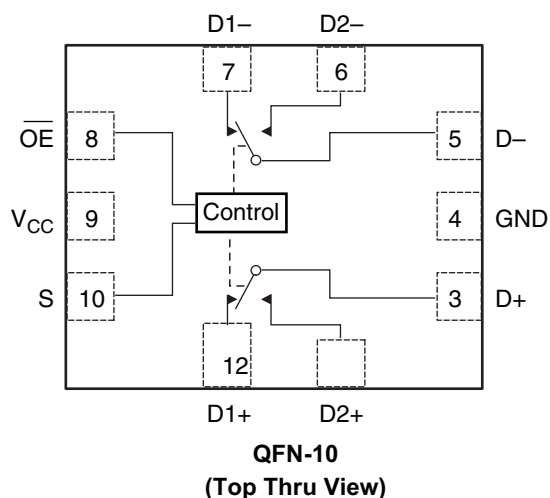 D1– D2–
7 6
OE 8 5 D–
VCC 9 Control 4 GND
S 10 3 D+
12
D1+ D2+
QFN-10
(Top Thru View)